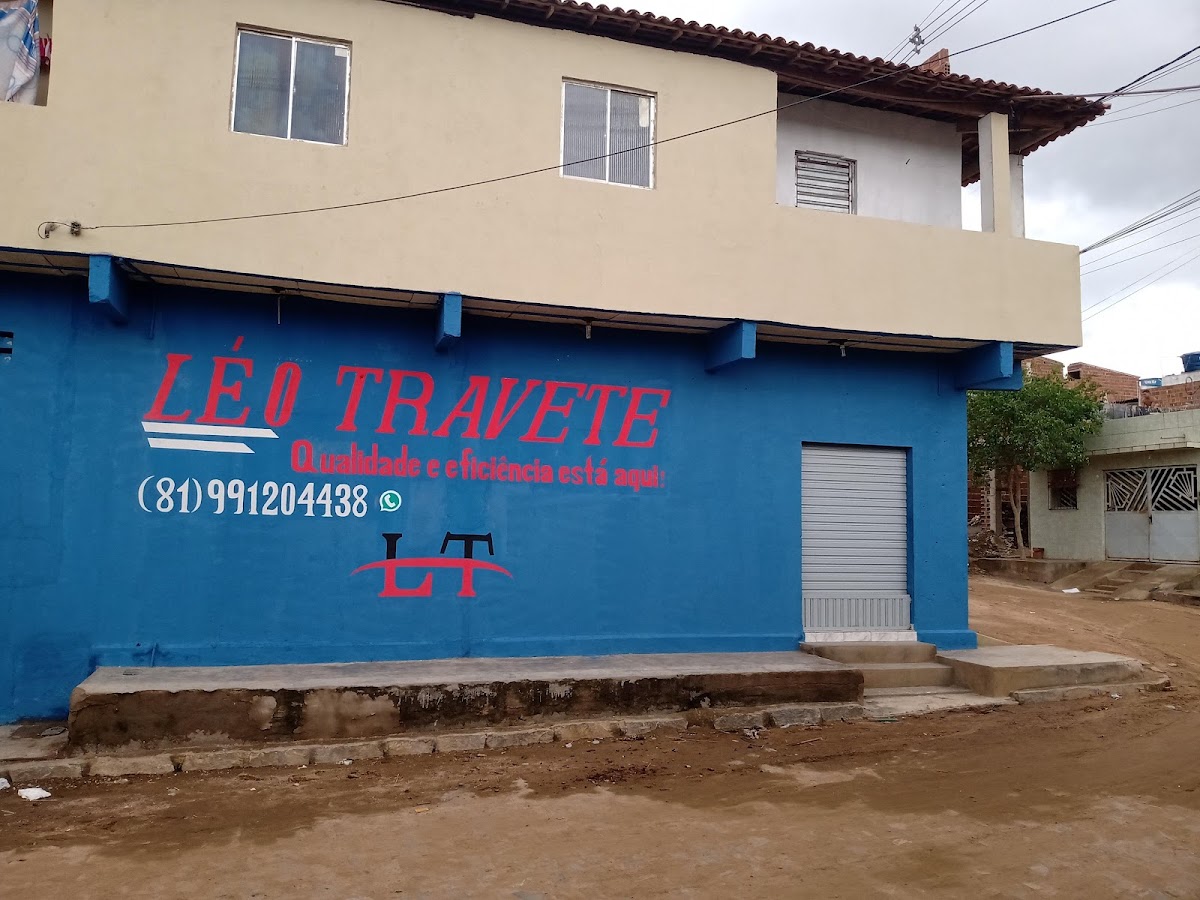 LÉO TRAVETE
Qualidade e eficiência está aqui!
(81)991204438
LT